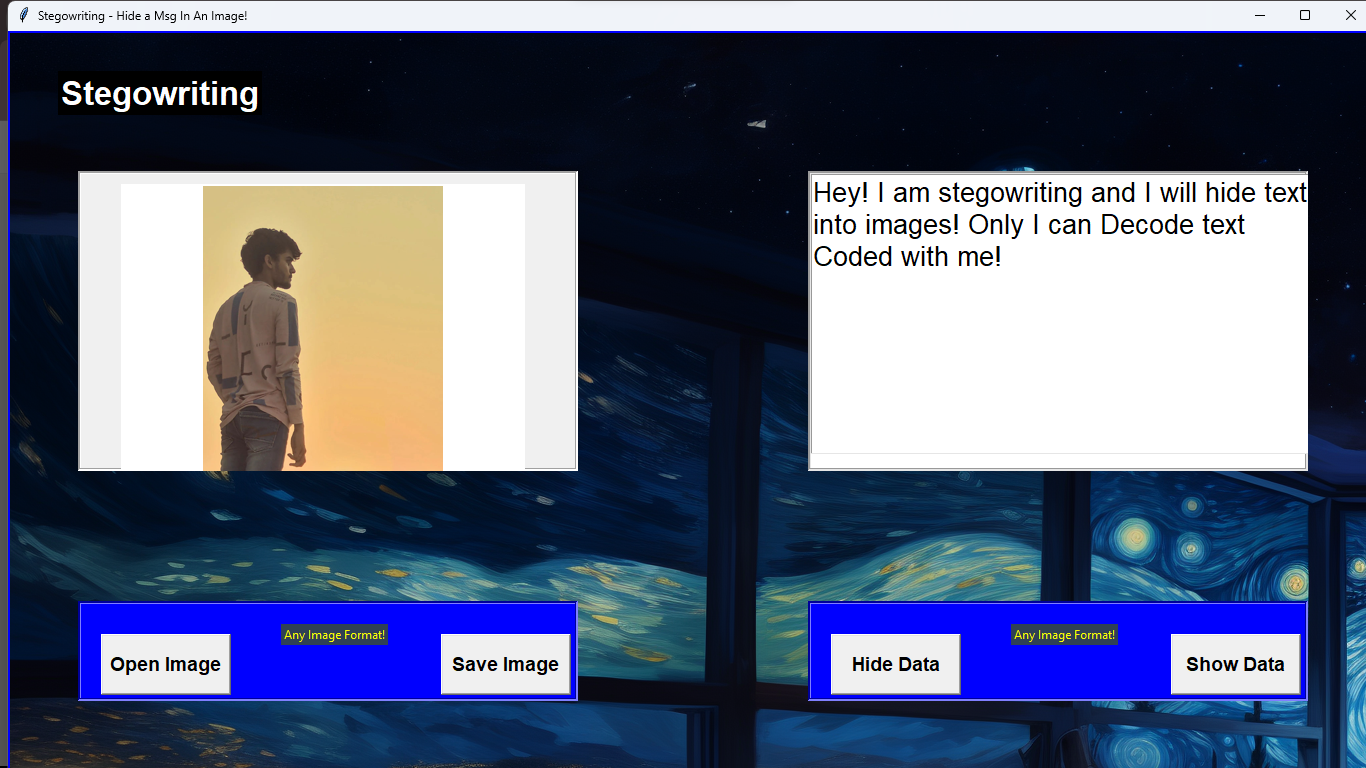 Stegowriting - Hide a Msg In An Image!
Stegowriting
Hey! I am stegowriting and I will hide text
into images! Only I can Decode text
Coded with me!
Any Image Format!
Open Image
Save Image
Any Image Format!
Hide Data
Show Data